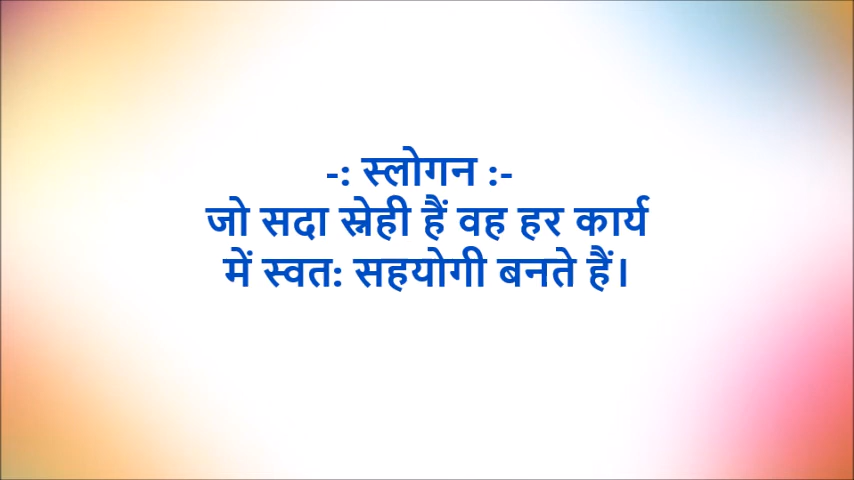 -: स्लोगन :-
जो सदा स्नेही हैं वह हर कार्य
में स्वत: सहयोगी बनते हैं।